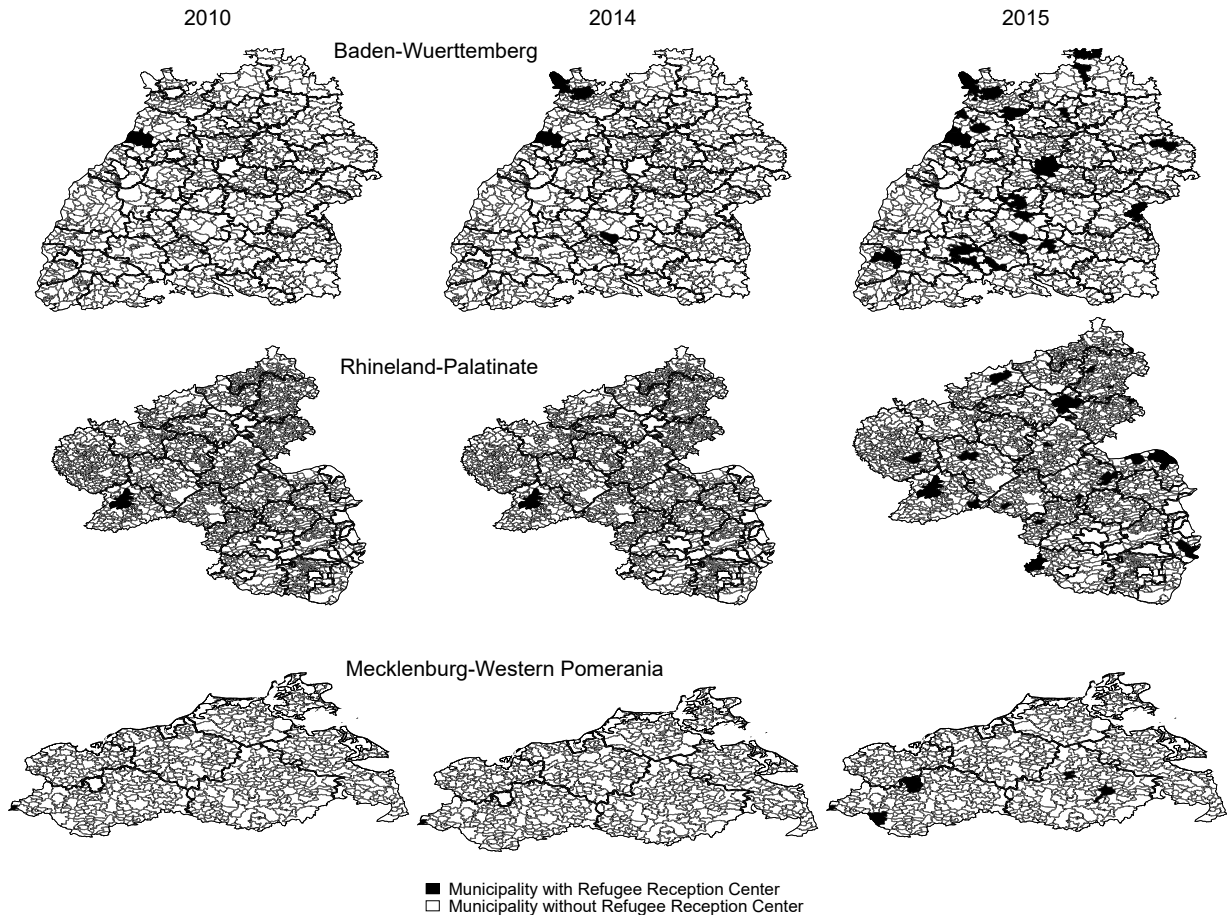 2010 2014 2015
Baden-Wuerttemberg
Rhineland-Palatinate
Mecklenburg-Western Pomerania
Municipality with Refugee Reception Center
Municipality without Refugee Reception Center